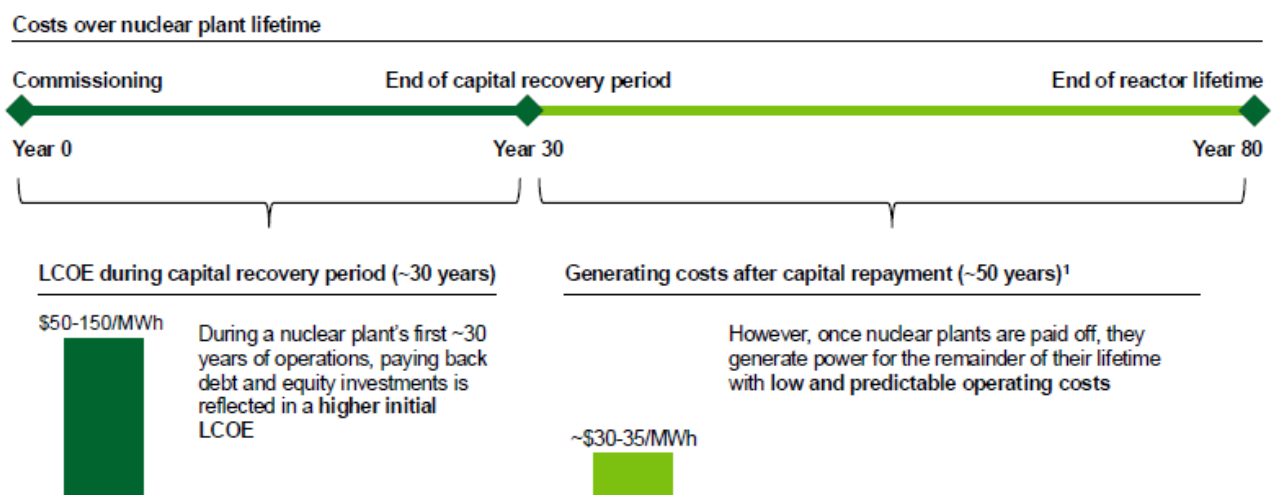 Costs over nuclear plant lifetime
Commissioning
End of capital recovery period
End of reactor lifetime
Year 0
Year 30
Year 80
LCOE during capital recovery period (~30 years)
$50-150/MWh
During a nuclear plant's first ~30
years of operations, paying back
debt and equity investments is
reflected in a higher initial
LCOE
Generating costs after capital repayment (~50 years)¹
~$30-35/MWh
However, once nuclear plants are paid off, they
generate power for the remainder of their lifetime
with low and predictable operating costs